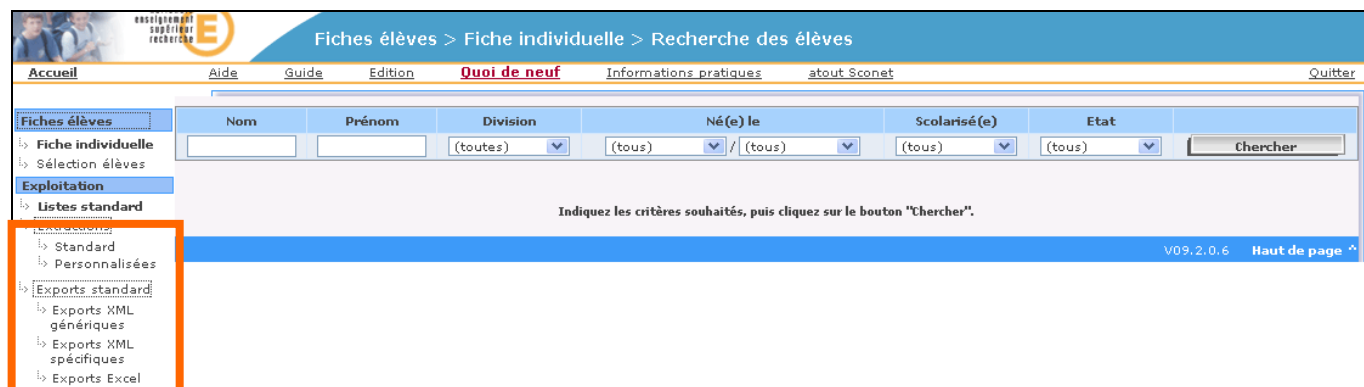 enseignement
supérieur
recherche
E
Fiches élèves > Fiche individuelle > Recherche des élèves
Accueil Aide Guide Edition Quoi de neuf Informations pratiques atout Sconet Quitter
Fiches élèves
Fiche individuelle
Sélection élèves
Exploitation
Listes standard
Extractions
Standard
Personnalisées
Exports standard
Exports XML
génériques
Exports XML
spécifiques
Exports Excel
Nom Prénom Division Né(e) le Scolarisé(e) Etat
(toutes) (tous) / (tous) (tous) (tous) Chercher
Indiquez les critères souhaités, puis cliquez sur le bouton "Chercher".
V09.2.0.6 Haut de page ^